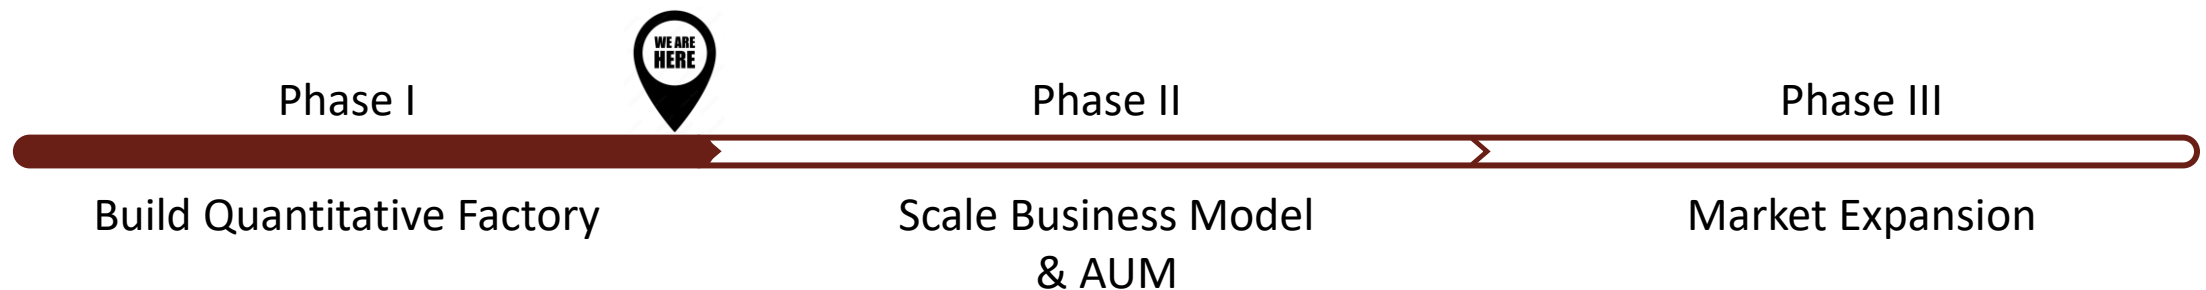 WE ARE
HERE
Phase I
Phase II
Phase III
Build Quantitative Factory
Scale Business Model
& AUM
Market Expansion